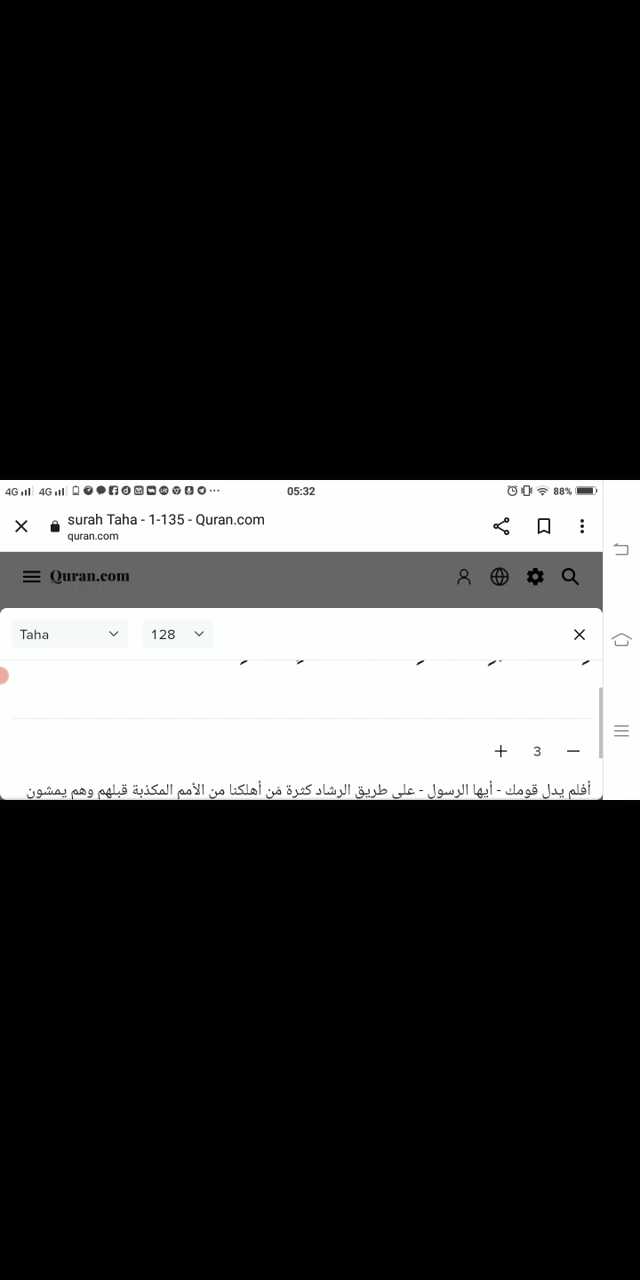 4G 4G 05:32 88%
surah Taha - 1-135 - Quran.com
quran.com
Quran.com
Taha 128
3
أفلم يدل قومك - أيها الرسول - على طريق الرشاد كثرة مَن أهلكنا من الأمم المكذبة قبلهم وهم يمشون